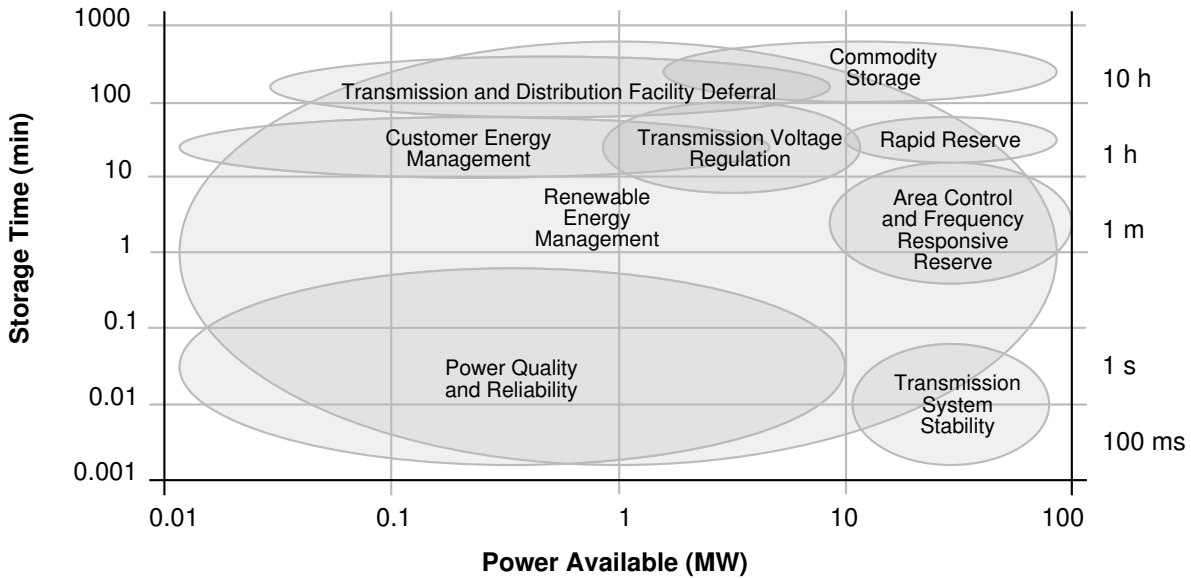 1000
100
10
1
0.1
0.01
0.001
Storage Time (min)
Commodity
Storage
Transmission and Distribution Facility Deferral
Customer Energy
Management
Transmission Voltage
Regulation
Rapid Reserve
Renewable
Energy
Management
Area Control
and Frequency
Responsive
Reserve
Power Quality
and Reliability
Transmission
System
Stability
10 h
1 h
1 m
1 s
100 ms
0.01
0.1
1
10
100
Power Available (MW)